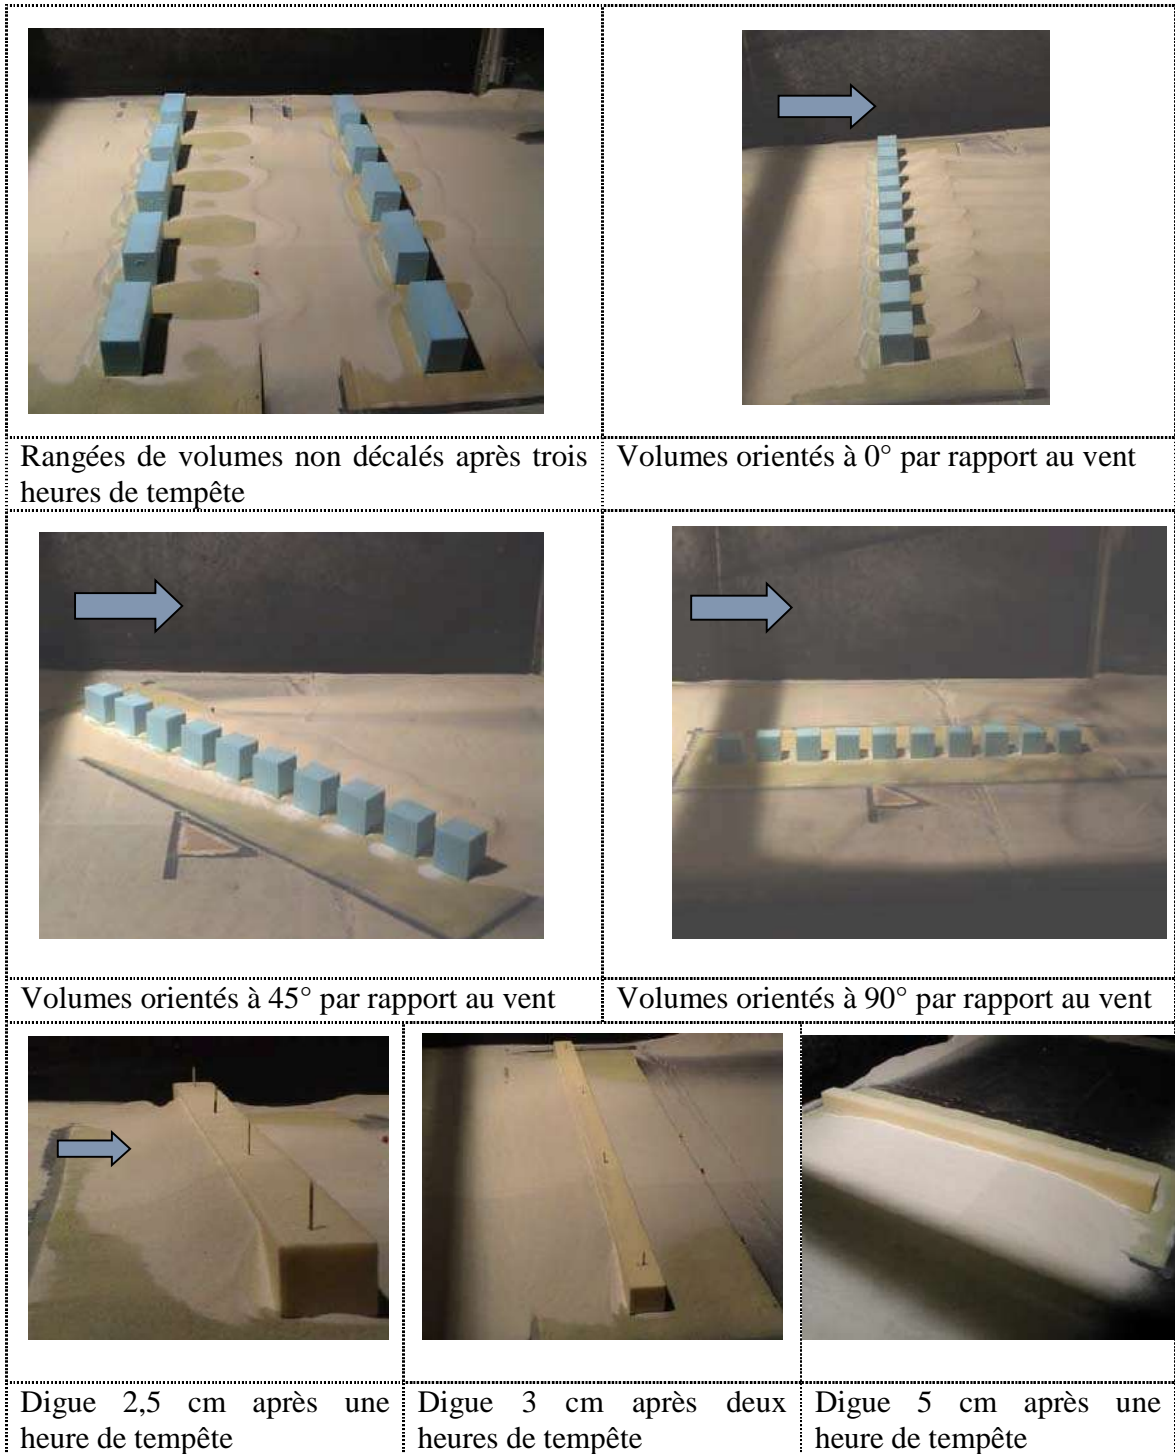 Rangées de volumes non décalés après trois
heures de tempête
Volumes orientés à 0° par rapport au vent
Volumes orientés à 45° par rapport au vent
Volumes orientés à 90° par rapport au vent
Digue 2,5 cm après une
heure de tempête
Digue 3 cm après deux
heures de tempête
Digue 5 cm après une
heure de tempête